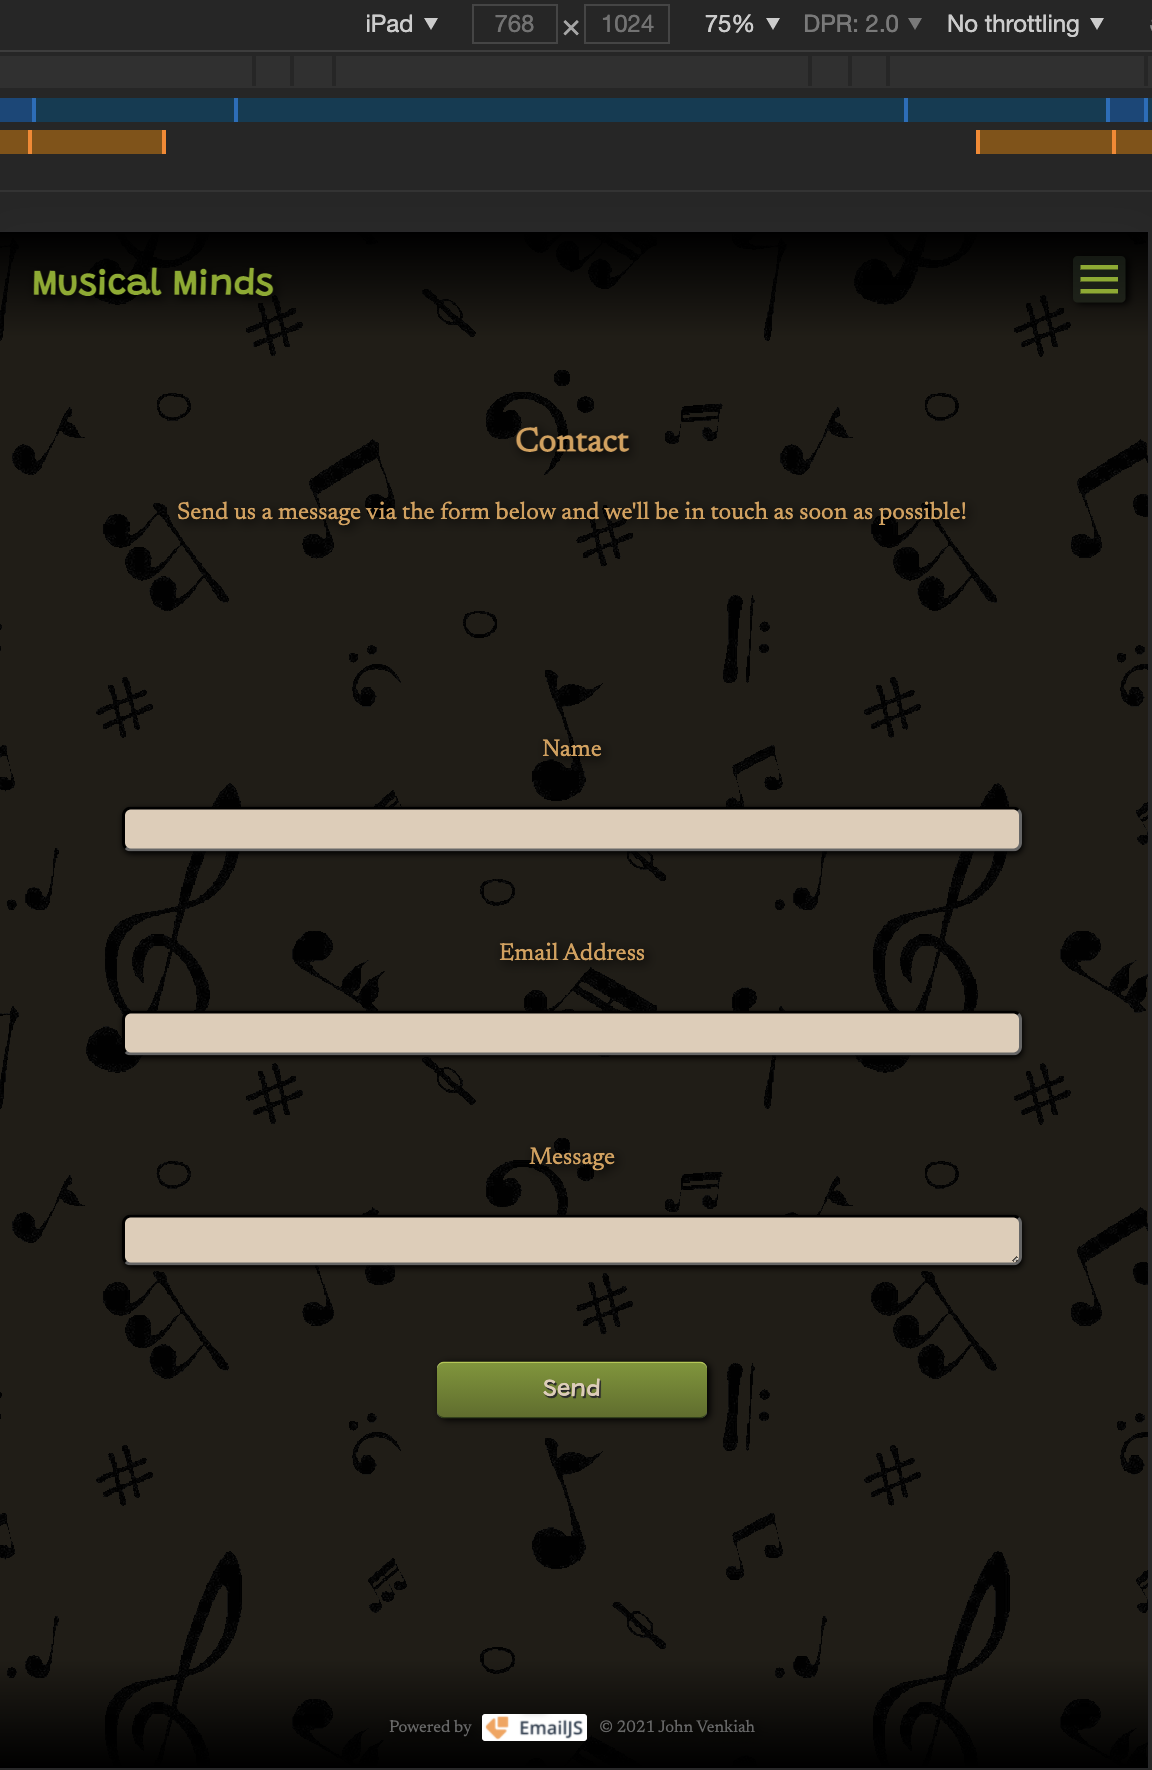 iPad ▼ 768 × 1024 75% ▼ DPR: 2.0 ▼ No throttling ▼
Musical Minds
Contact
Send us a message via the form below and we'll be in touch as soon as possible!
Name
Email Address
Message
Send
Powered by EmailJS © 2021 John Venkiah